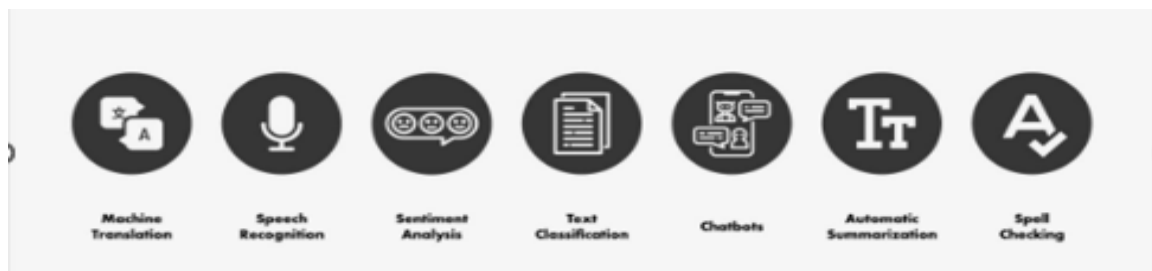 Machine
Translation
Speech
Recognition
Sentiment
Analysis
Text
Classification
Chatbots
Automatic
Summarization
Spell
Checking